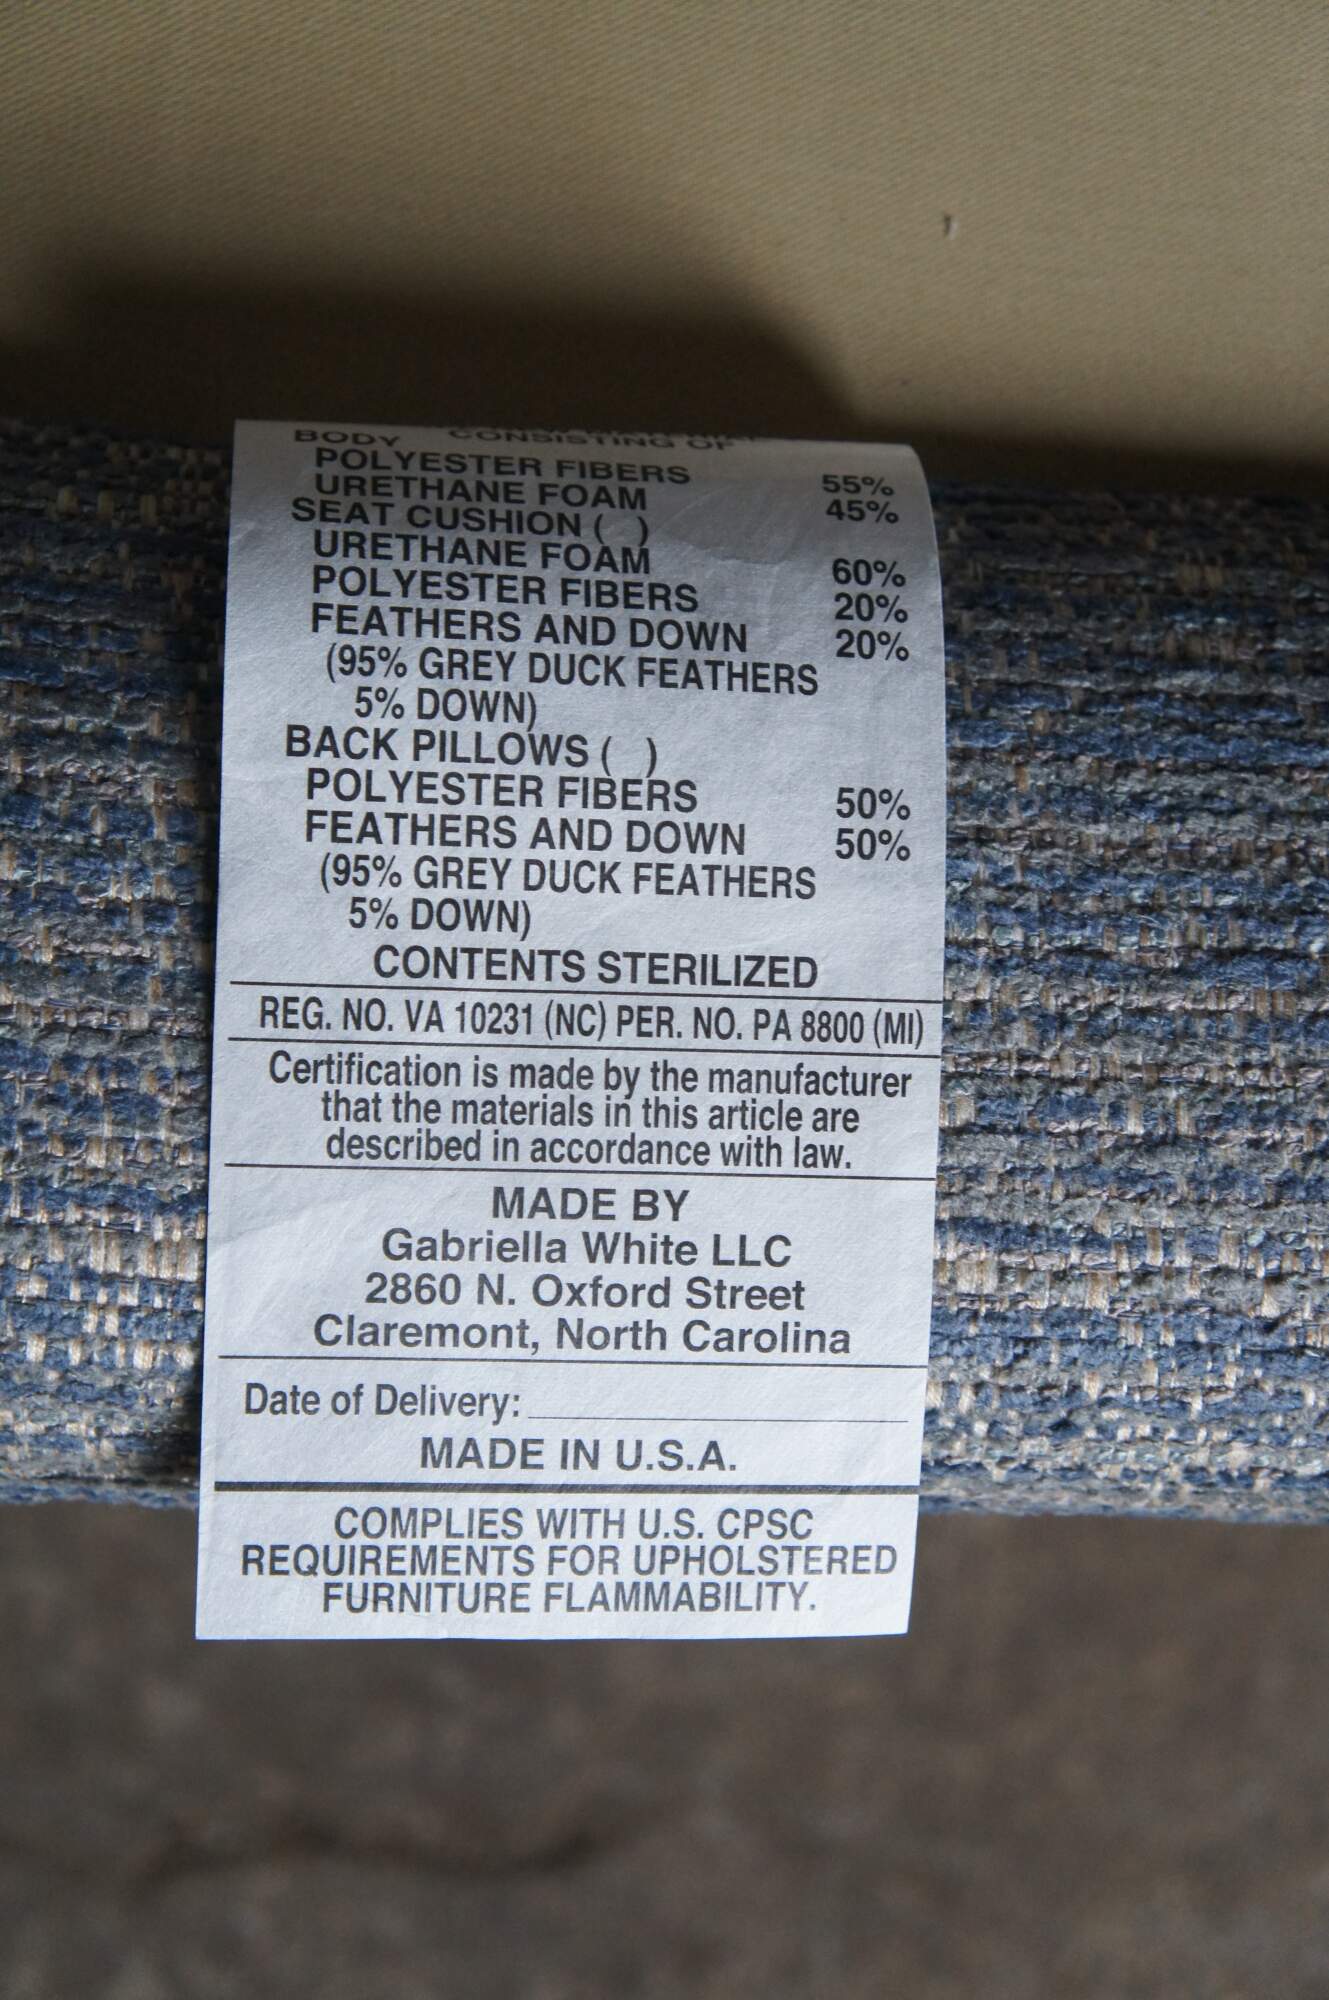 BODY CONSISTING OF
POLYESTER FIBERS 55%
URETHANE FOAM 45%
SEAT CUSHION ( )
URETHANE FOAM 60%
POLYESTER FIBERS 20%
FEATHERS AND DOWN 20%
(95% GREY DUCK FEATHERS
5% DOWN)
BACK PILLOWS ( )
POLYESTER FIBERS 50%
FEATHERS AND DOWN 50%
(95% GREY DUCK FEATHERS
5% DOWN)
CONTENTS STERILIZED
REG. NO. VA 10231 (NC) PER. NO. PA 8800 (MI)
Certification is made by the manufacturer
that the materials in this article are
described in accordance with law.
MADE BY
Gabriella White LLC
2860 N. Oxford Street
Claremont, North Carolina
Date of Delivery:
MADE IN U.S.A.
COMPLIES WITH U.S. CPSC
REQUIREMENTS FOR UPHOLSTERED
FURNITURE FLAMMABILITY.